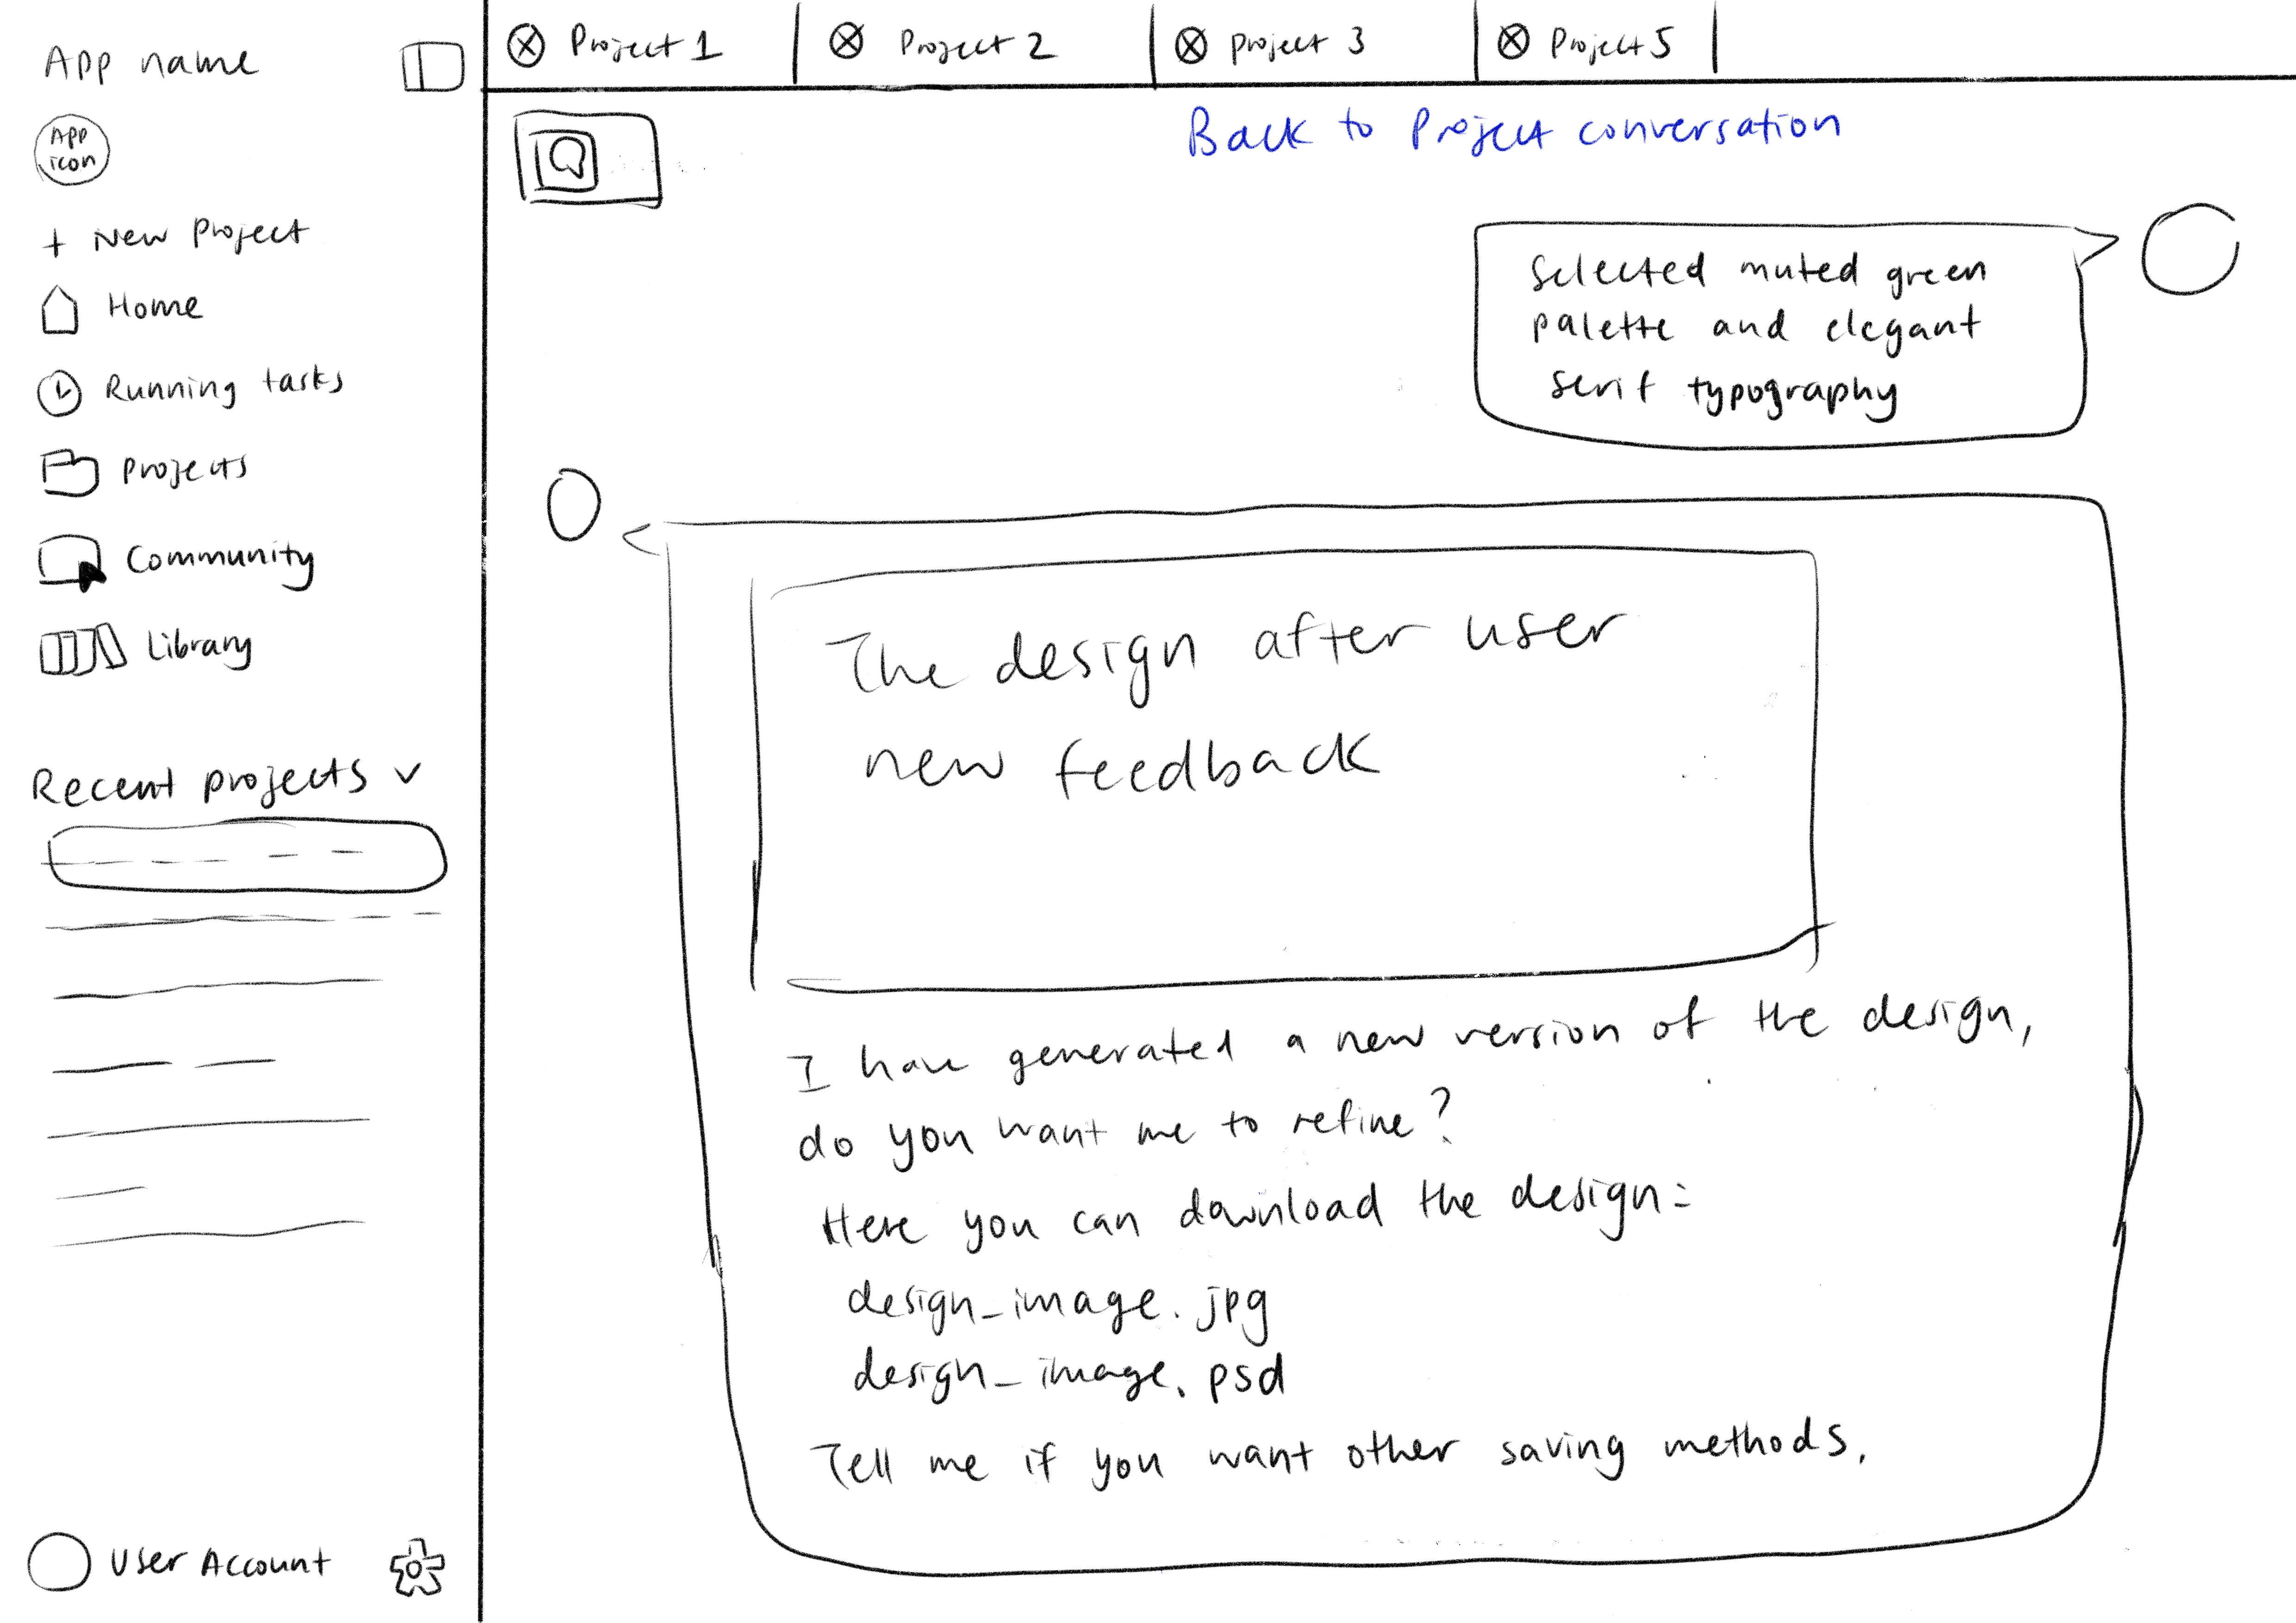 App name
App
icon
+ New Project
Home
Running tasks
Projects
Community
Library
Recent projects
User Account
Project 1
Project 2
Project 3
Project 5
Back to Project conversation
Selected muted green
palette and elegant
serif typography
The design after user
new feedback
I have generated a new version of the design,
do you want me to refine?
Here you can download the design:
design_image.jpg
design_image.psd
Tell me if you want other saving methods.